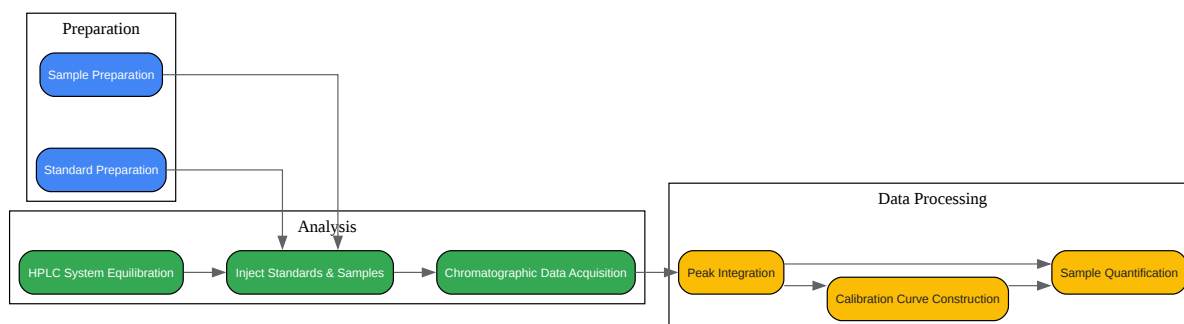 Preparation
Sample Preparation
Standard Preparation
Analysis
HPLC System Equilibration
Inject Standards & Samples
Chromatographic Data Acquisition
Data Processing
Peak Integration
Calibration Curve Construction
Sample Quantification